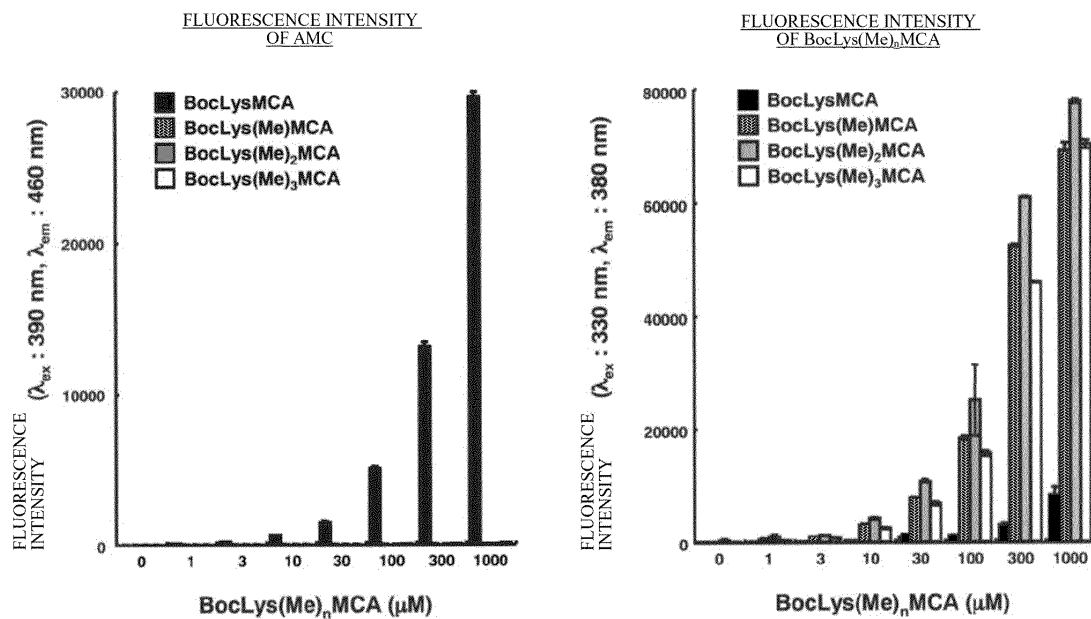 FLUORESCENCE INTENSITY
OF AMC
(λex : 390 nm, λem : 460 nm)
FLUORESCENCE
INTENSITY
30000
20000
10000
0
BocLysMCA
BocLys(Me)MCA
BocLys(Me)₂MCA
BocLys(Me)₃MCA
0 1 3 10 30 100 300 1000
BocLys(Me)nMCA (μM)
FLUORESCENCE INTENSITY
OF BocLys(Me)nMCA
(λex : 330 nm, λem : 380 nm)
FLUORESCENCE
INTENSITY
80000
60000
40000
20000
0
BocLysMCA
BocLys(Me)MCA
BocLys(Me)₂MCA
BocLys(Me)₃MCA
0 1 3 10 30 100 300 1000
BocLys(Me)nMCA (μM)